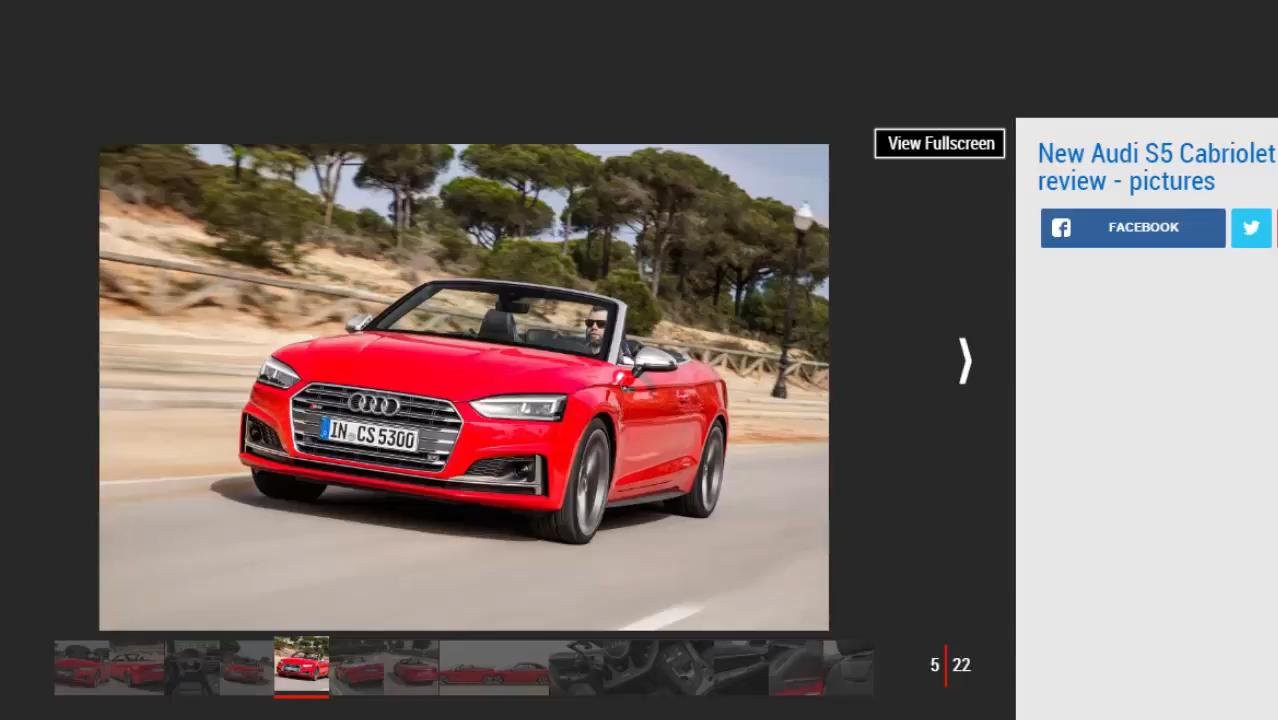 View Fullscreen
New Audi S5 Cabriolet
review - pictures
FACEBOOK
IN CS 5300
5 22